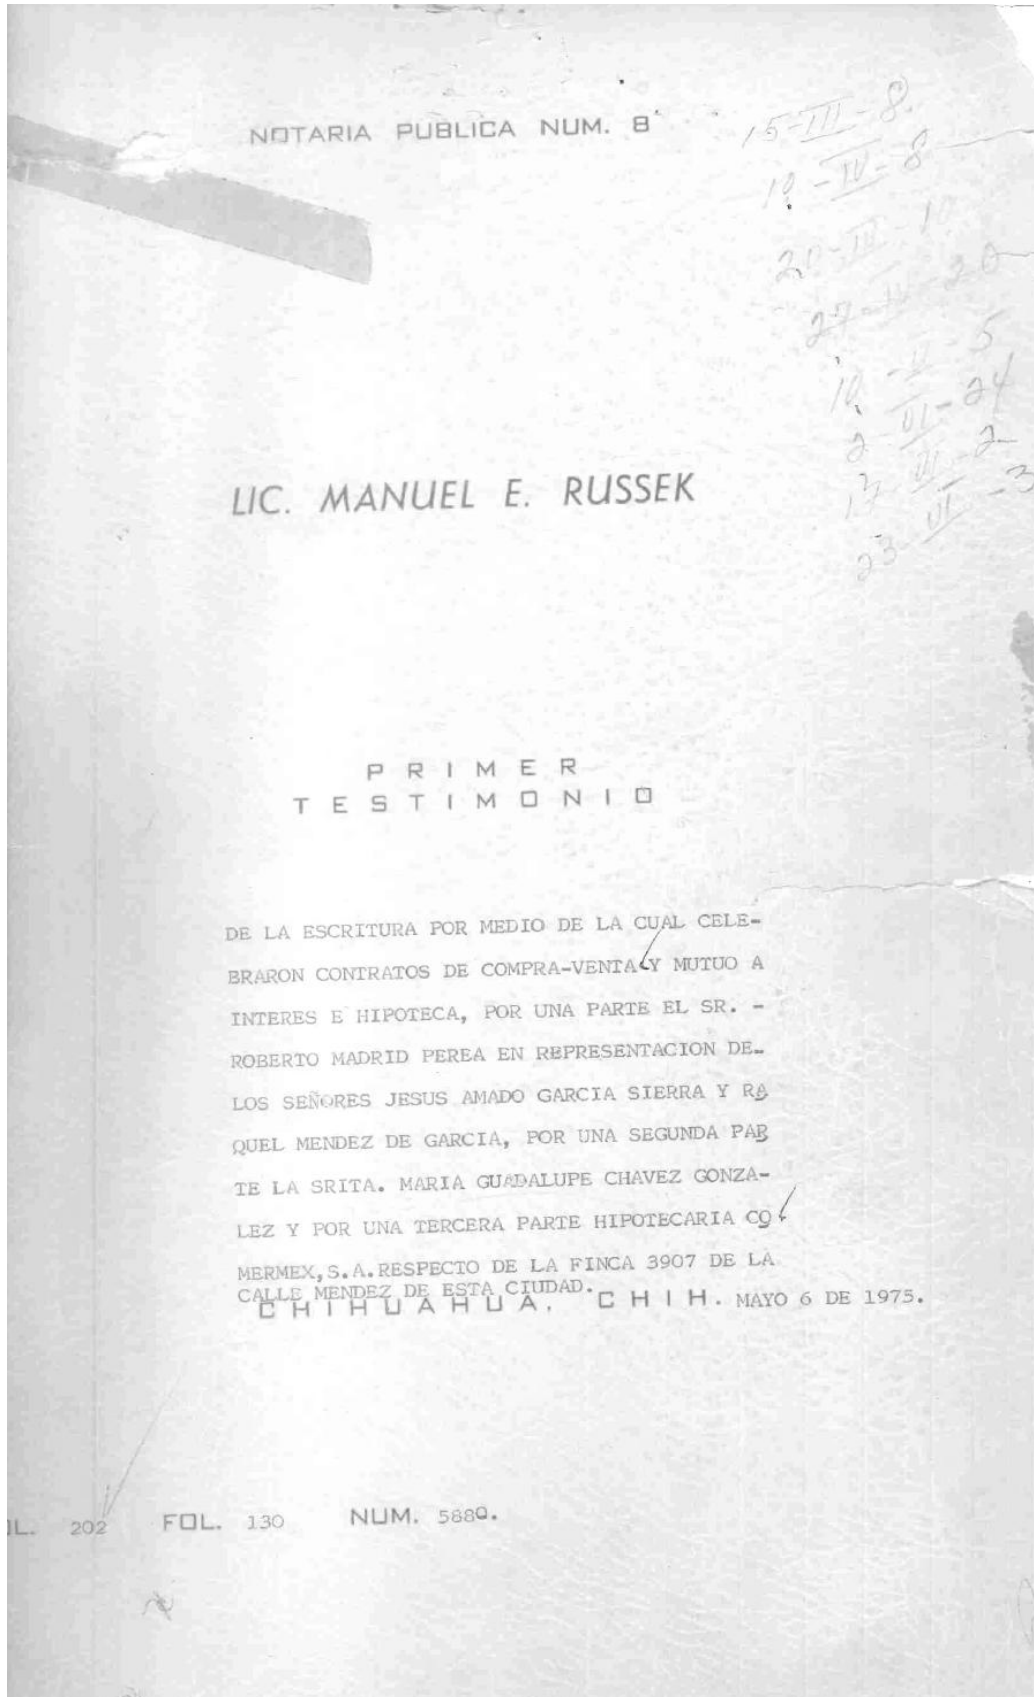 NOTARIA PUBLICA NUM. 8
15-III-8.
10-IV-8
20-III-1
27-IV-20
10-V-5
2-VI-24
17-VI-2
23-VI-3
LIC. MANUEL E. RUSSEK
PRIMER
TESTIMONIO
DE LA ESCRITURA POR MEDIO DE LA CUAL CELE-
BRARON CONTRATOS DE COMPRA-VENTA Y MUTUO A
INTERES E HIPOTECA, POR UNA PARTE EL SR. -
ROBERTO MADRID PEREA EN REPRESENTACION DE-
LOS SEÑORES JESUS AMADO GARCIA SIERRA Y RA
QUEL MENDEZ DE GARCIA, POR UNA SEGUNDA PAR
TE LA SRITA. MARIA GUADALUPE CHAVEZ GONZA-
LEZ Y POR UNA TERCERA PARTE HIPOTECARIA CO
MERMEX,S.A.RESPECTO DE LA FINCA 3907 DE LA
CALLE MENDEZ DE ESTA CIUDAD.
CHIHUAHUA, CHIH. MAYO 6 DE 1975.
OL. 202 FOL. 130 NUM. 5880.